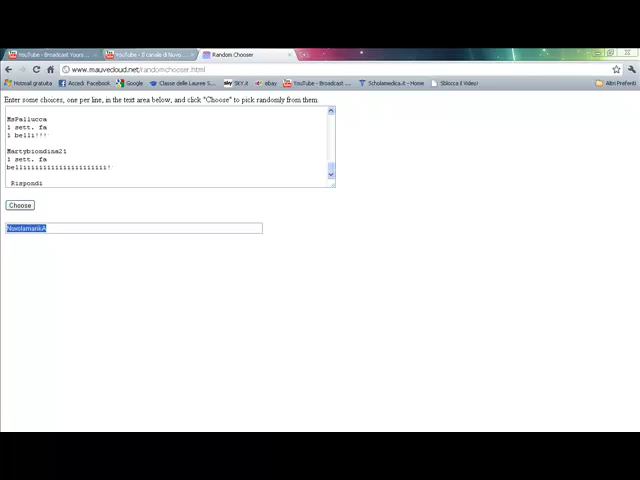 YouTube - Broadcast Yours...
YouTube - Il canale di Nuvo...
Random Chooser
www.mauvecloud.net/randomchooser.html
Hotmail gratuita
Accedi Facebook
Google
Classe delle Lauree S...
SKY.it
ebay
YouTube - Broadcast ...
Scholamedica.it - Home
Sblocca il Video!
Altri Preferiti
Enter some choices, one per line, in the text area below, and click "Choose" to pick randomly from them:
MsPallucca
1 sett. fa
i belli!!!
Martybiondina21
1 sett. fa
Rispondi
Choose
NuvolamarikA